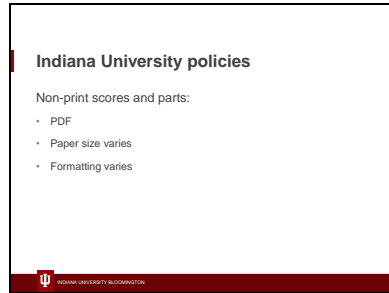 Indiana University policies
Non-print scores and parts:
• PDF
• Paper size varies
• Formatting varies
INDIANA UNIVERSITY BLOOMINGTON